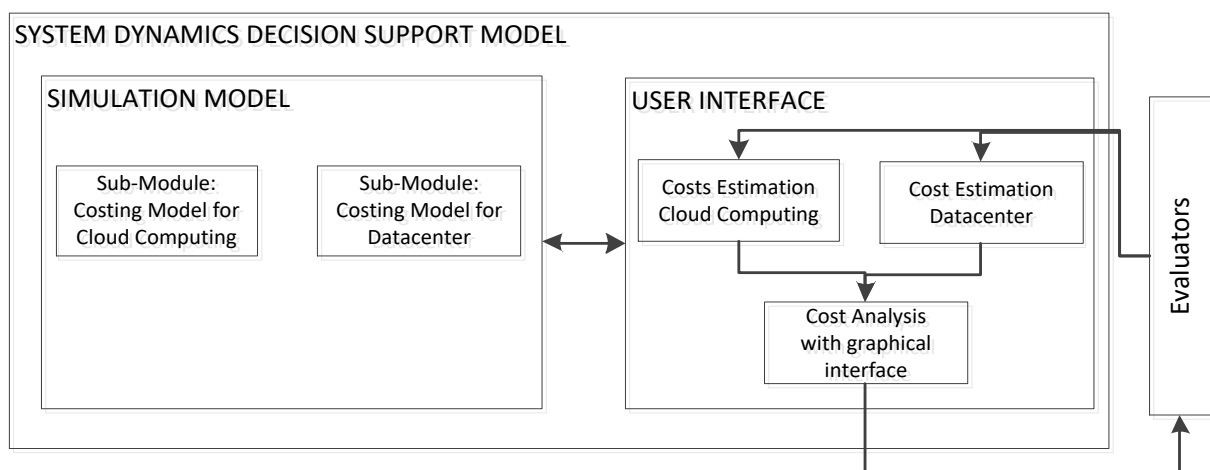 SYSTEM DYNAMICS DECISION SUPPORT MODEL
SIMULATION MODEL
Sub-Module:
Costing Model for
Cloud Computing
Sub-Module:
Costing Model for
Datacenter
USER INTERFACE
Costs Estimation
Cloud Computing
Cost Estimation
Datacenter
Cost Analysis
with graphical
interface
Evaluators